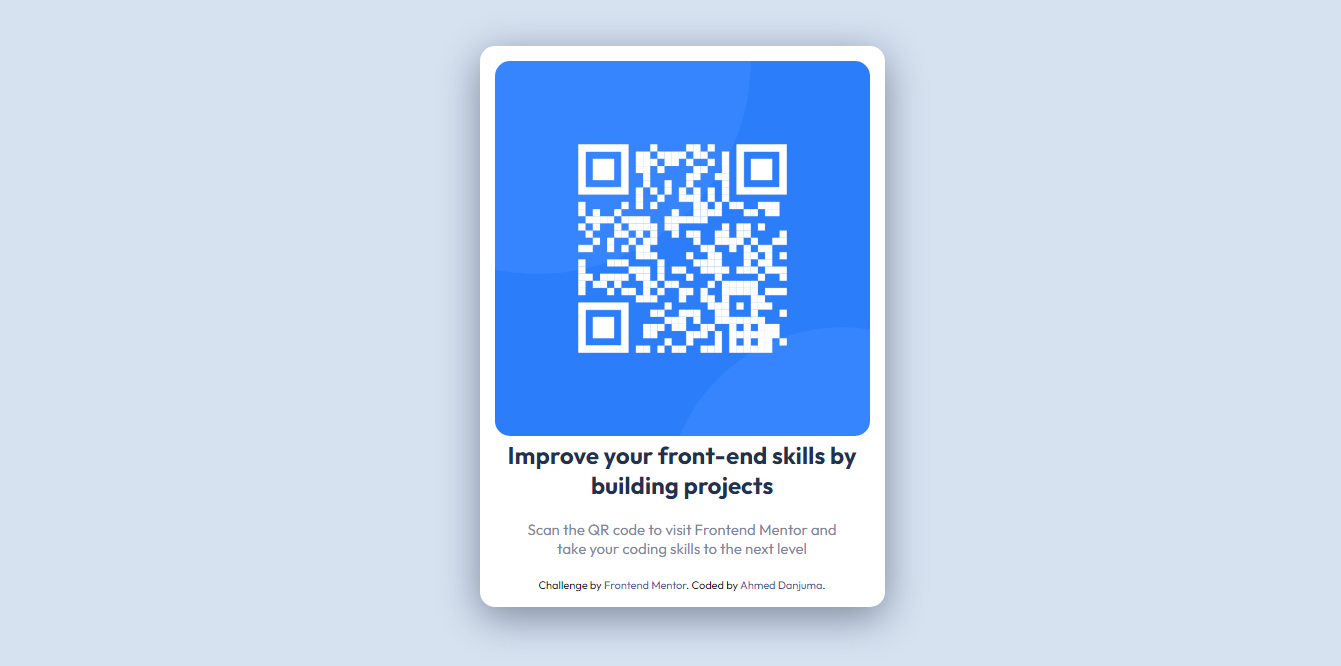 Improve your front-end skills by
building projects
Scan the QR code to visit Frontend Mentor and
take your coding skills to the next level
Challenge by Frontend Mentor. Coded by Ahmed Danjuma.